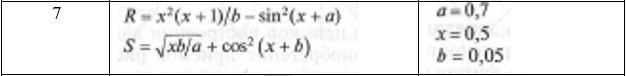 7
R = x²(x + 1)/b – sin²(x + a)
S = √xb/a + cos² (x + b)
a = 0,7
x = 0,5
b = 0,05